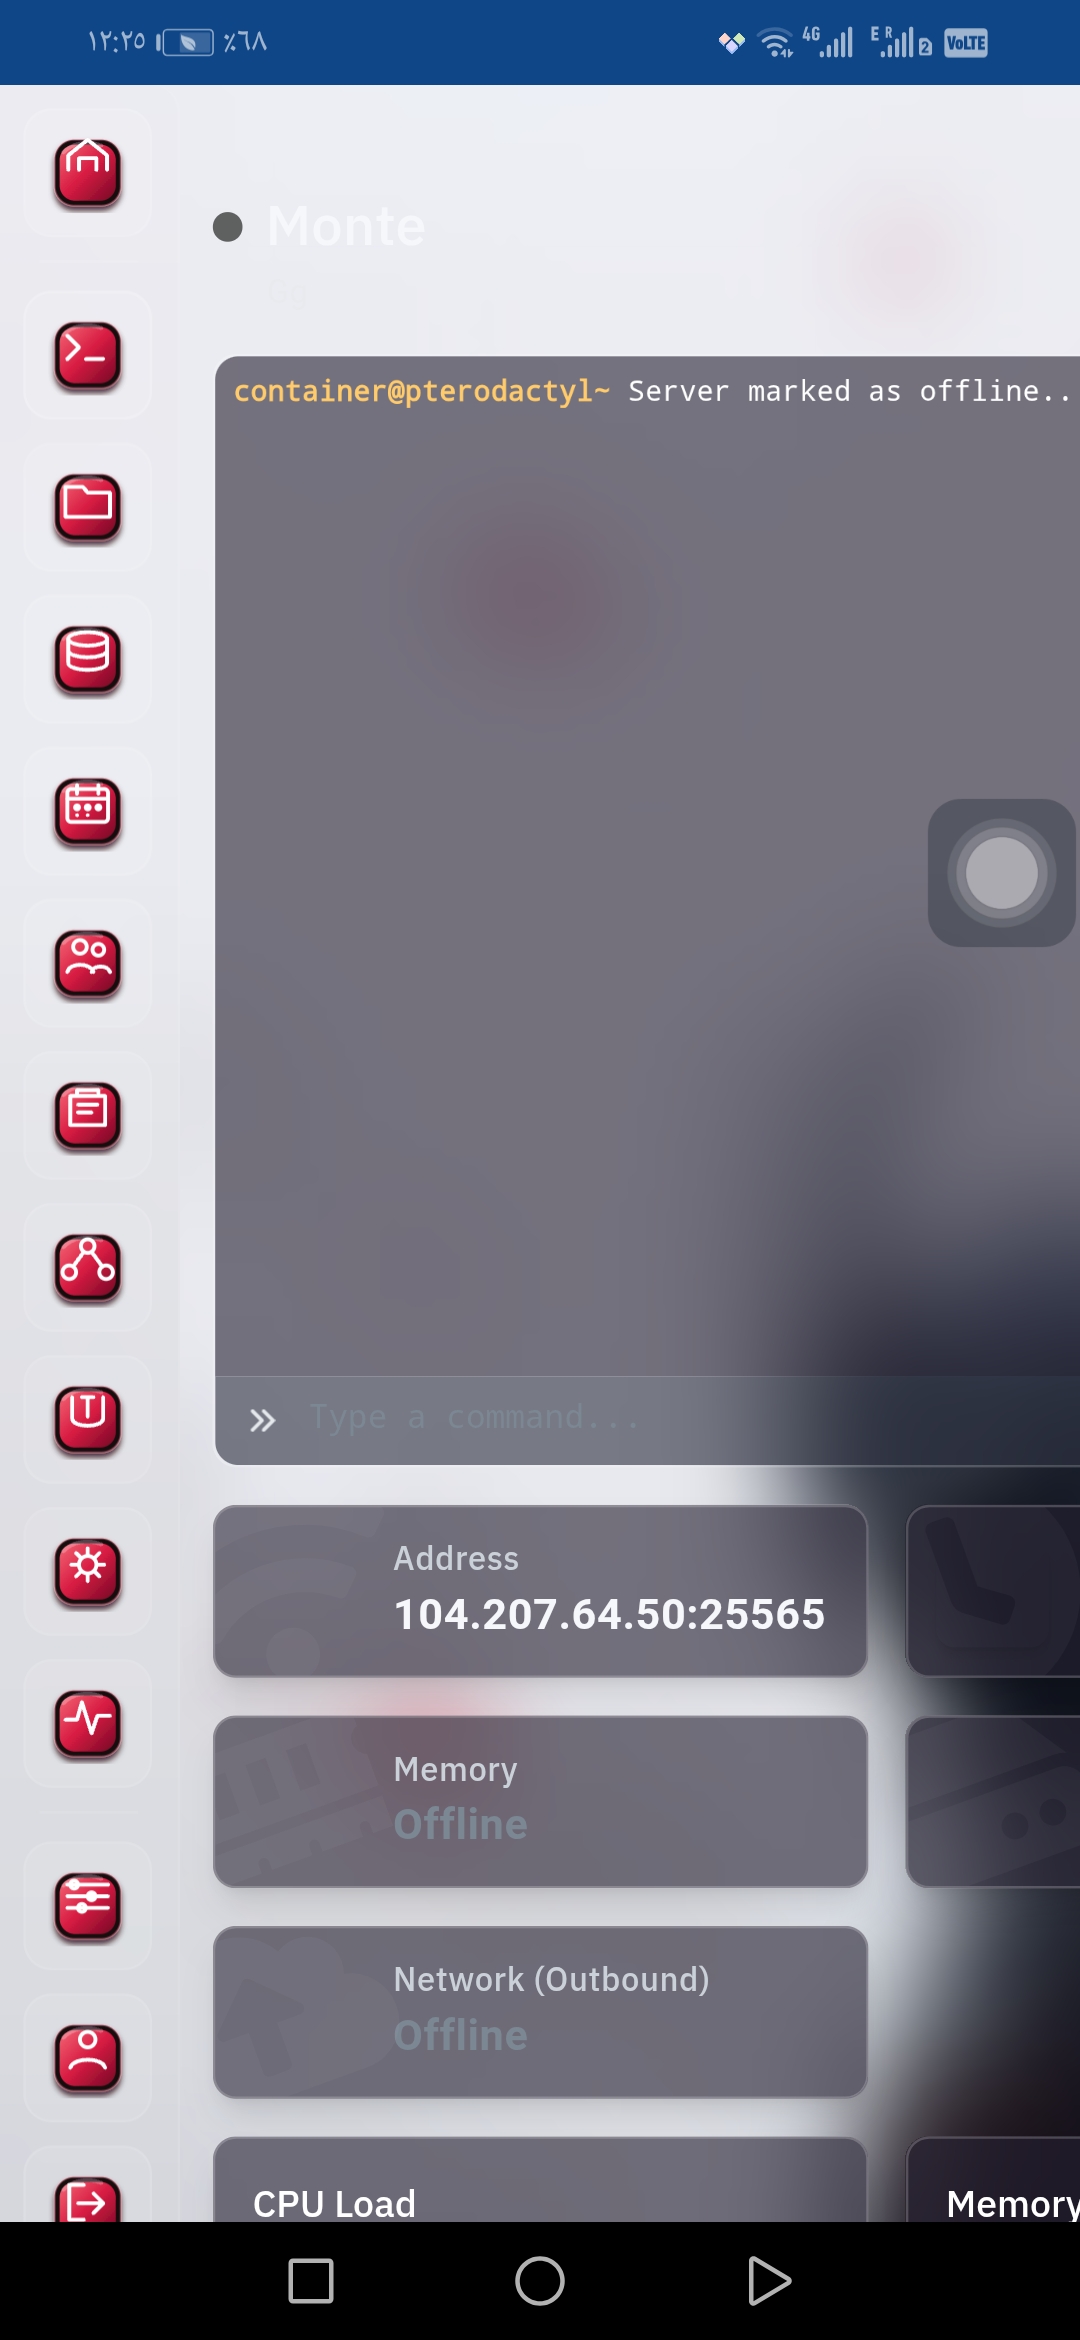 ١٢:٢٥ ٪٦٨ 4G E R 2 VoLTE
Monte
container@pterodactyl~ Server marked as offline..
Type a command...
Address
104.207.64.50:25565
Memory
Offline
Network (Outbound)
Offline
CPU Load
Memory